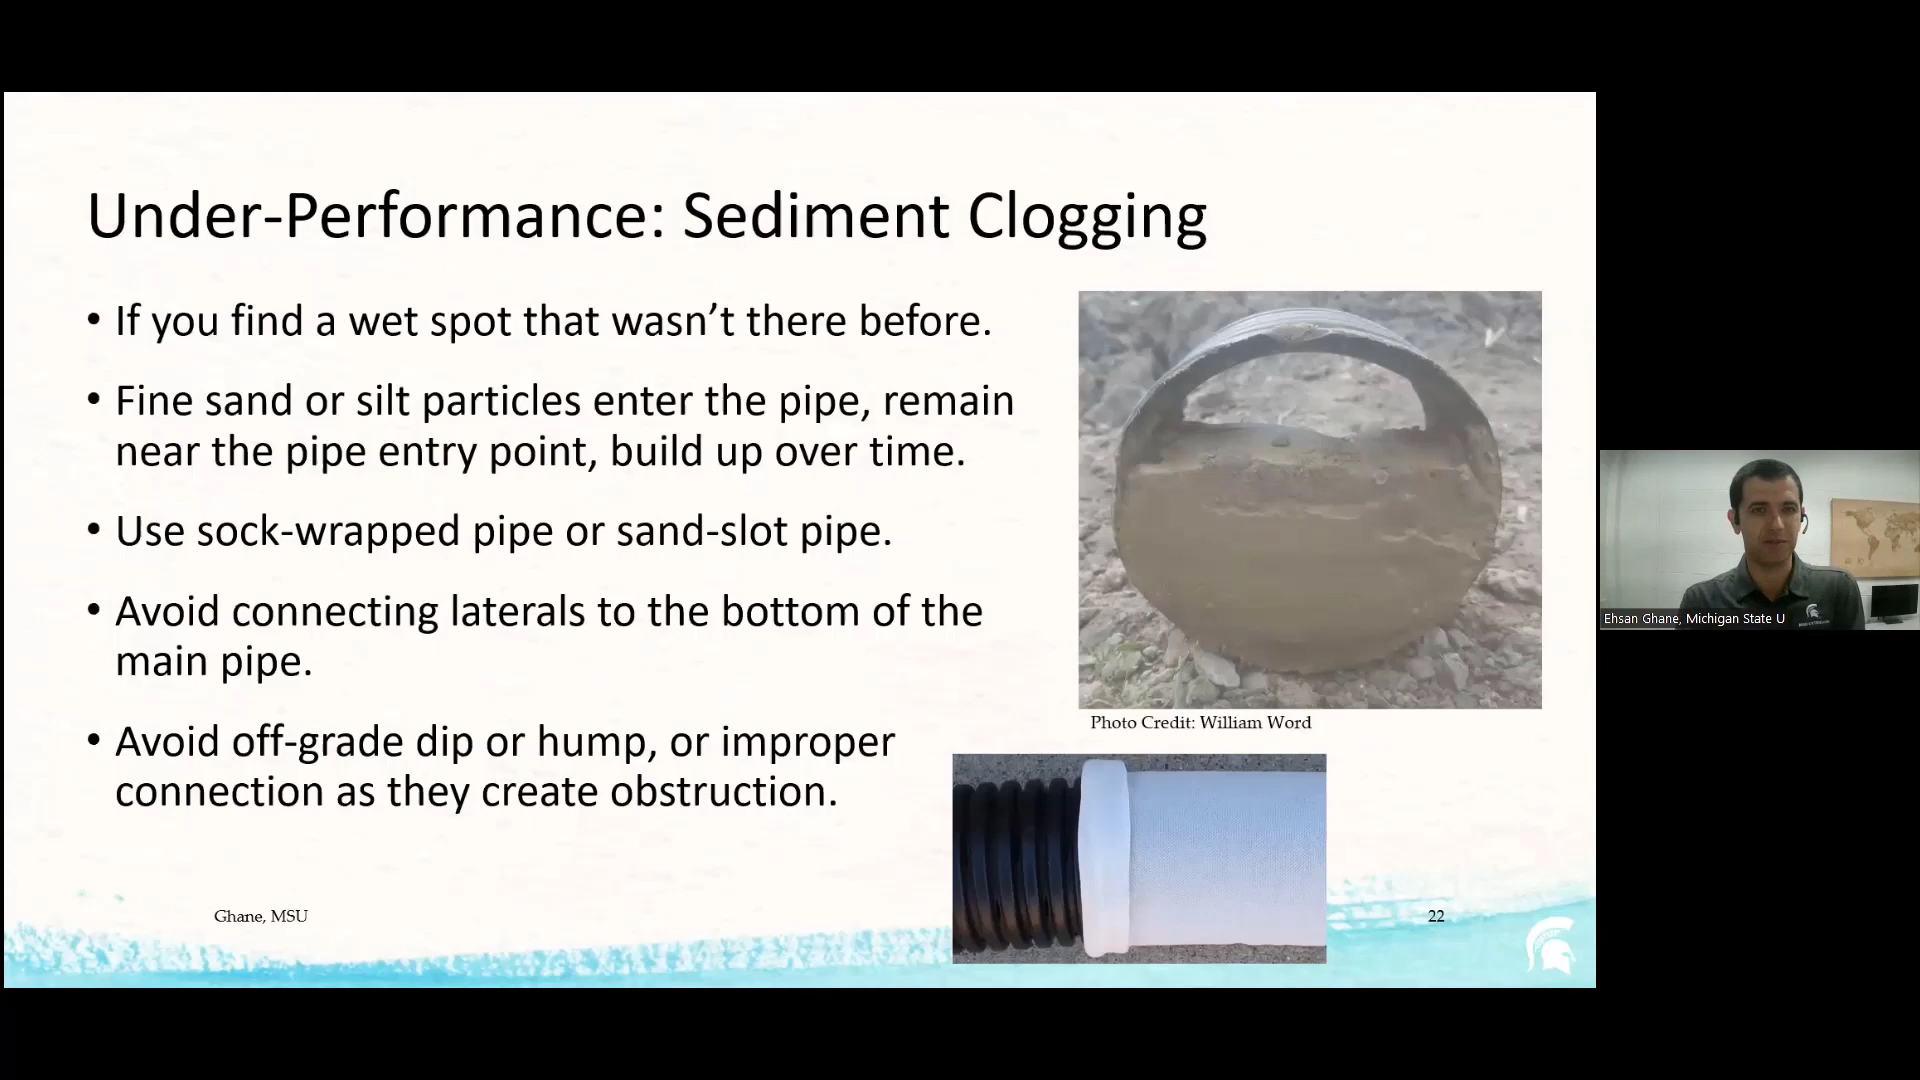 Under-Performance: Sediment Clogging
• If you find a wet spot that wasn’t there before.
• Fine sand or silt particles enter the pipe, remain
near the pipe entry point, build up over time.
• Use sock-wrapped pipe or sand-slot pipe.
• Avoid connecting laterals to the bottom of the
main pipe.
• Avoid off-grade dip or hump, or improper
connection as they create obstruction.
Photo Credit: William Word
Ghane, MSU
22
Ehsan Ghane, Michigan State U